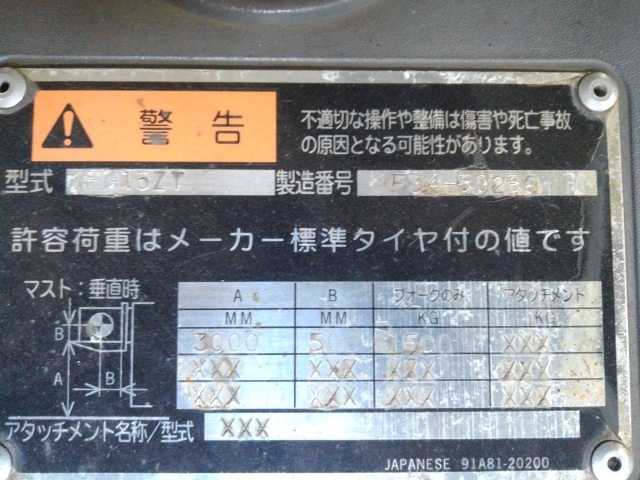 警告
不適切な操作や整備は傷害や死亡事故
の原因となる可能性があります。
型式 製造番号
許容荷重はメーカー標準タイヤ付の値です
マスト:垂直時
A B フォークのみ アタッチメント
MM MM KG KG
3000 5 1500 XXX
XXX XXX XXX XXX
XXX XXX XXX XXX
B
A B
アタッチメント名称/型式 XXX
JAPANESE 91A81-20200